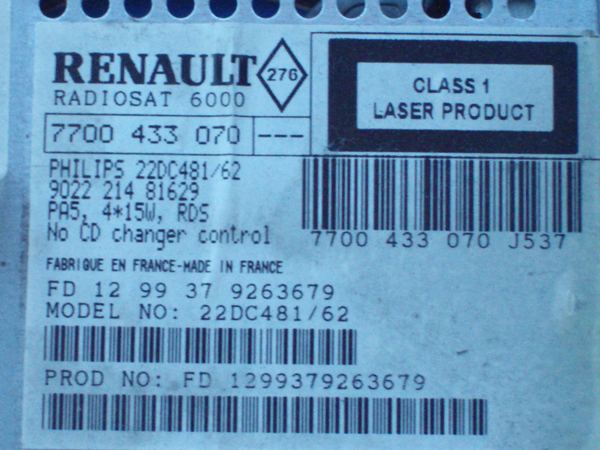 RENAULT 276
RADIOSAT 6000
7700 433 070 ---
CLASS 1
LASER PRODUCT
PHILIPS 22DC481/62
9022 214 81629
PA5, 4*15W, RDS
No CD changer control
7700 433 070 J537
FABRIQUE EN FRANCE-MADE IN FRANCE
FD 12 99 37 9263679
MODEL NO: 22DC481/62
PROD NO: FD 1299379263679